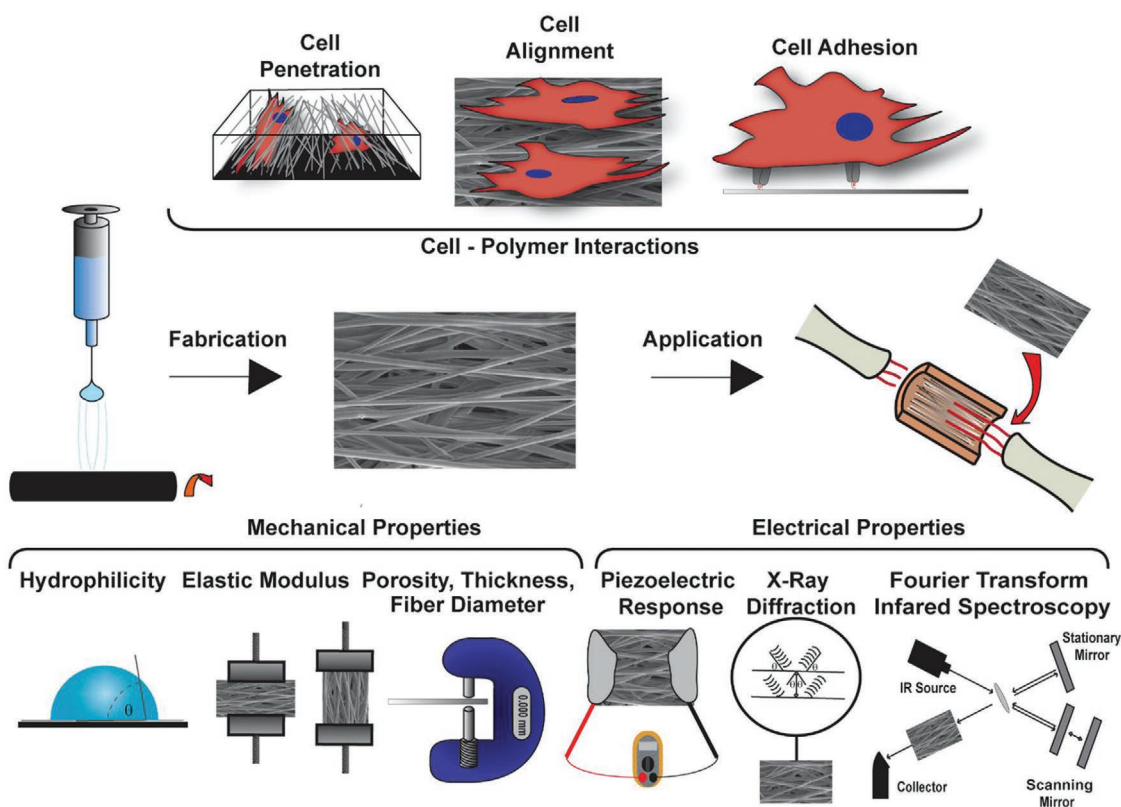 Cell
Penetration
Cell
Alignment
Cell Adhesion
Cell - Polymer Interactions
Fabrication
Application
Mechanical Properties
Electrical Properties
Hydrophilicity
Elastic Modulus
Porosity, Thickness,
Fiber Diameter
Piezoelectric
Response
X-Ray
Diffraction
Fourier Transform
Infared Spectroscopy
θ
0.000 mm
θ θ
θ θ
Stationary
Mirror
IR Source
Collector
Scanning
Mirror